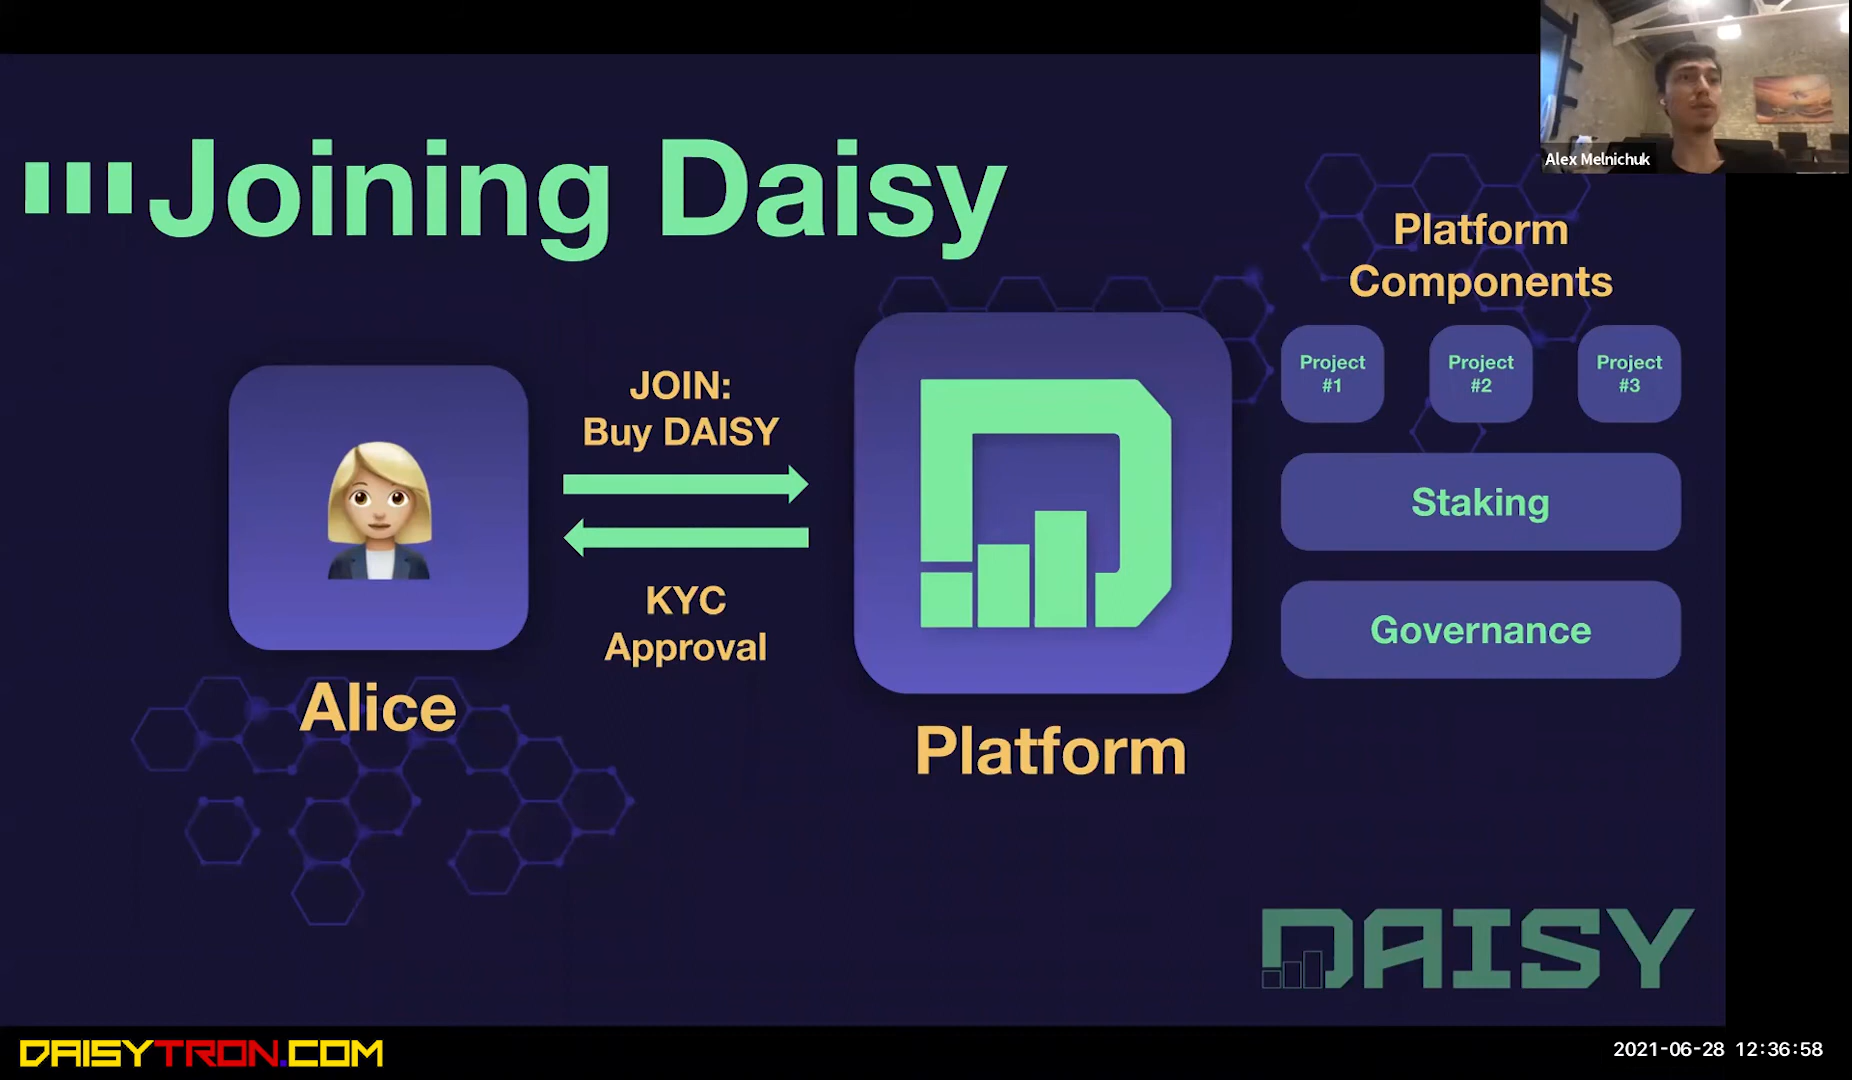 Alex Melnichuk
Joining Daisy
Platform
Components
Project
#1
Project
#2
Project
#3
JOIN:
Buy DAISY
KYC
Approval
Staking
Governance
Alice
Platform
DAISY
DAISYTRON.COM
2021-06-28 12:36:58